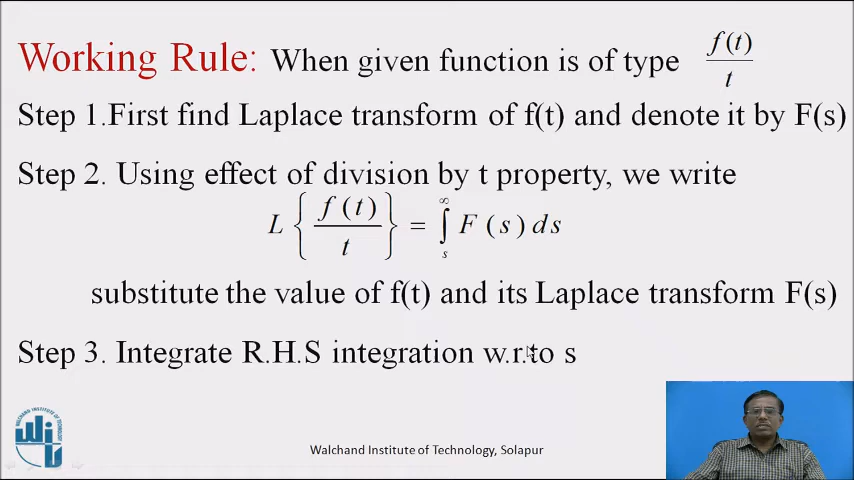 Working Rule: When given function is of type f(t)/t
Step 1.First find Laplace transform of f(t) and denote it by F(s)
Step 2. Using effect of division by t property, we write
L { f(t)/t } = ∫_s^∞ F(s) ds
substitute the value of f(t) and its Laplace transform F(s)
Step 3. Integrate R.H.S integration w.r.to s
Walchand Institute of Technology, Solapur